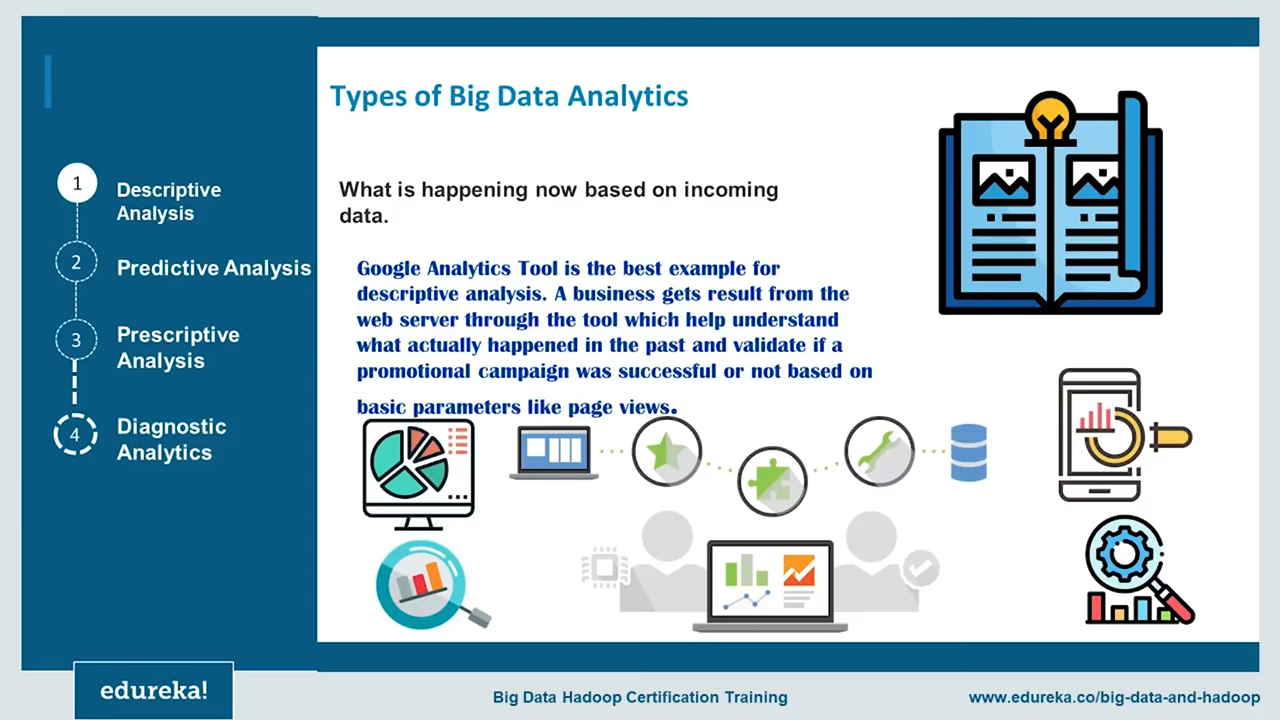 Types of Big Data Analytics
1
Descriptive
Analysis
2
Predictive Analysis
3
Prescriptive
Analysis
4
Diagnostic
Analytics
What is happening now based on incoming
data.
Google Analytics Tool is the best example for
descriptive analysis. A business gets result from the
web server through the tool which help understand
what actually happened in the past and validate if a
promotional campaign was successful or not based on
basic parameters like page views.
edureka!
Big Data Hadoop Certification Training
www.edureka.co/big-data-and-hadoop